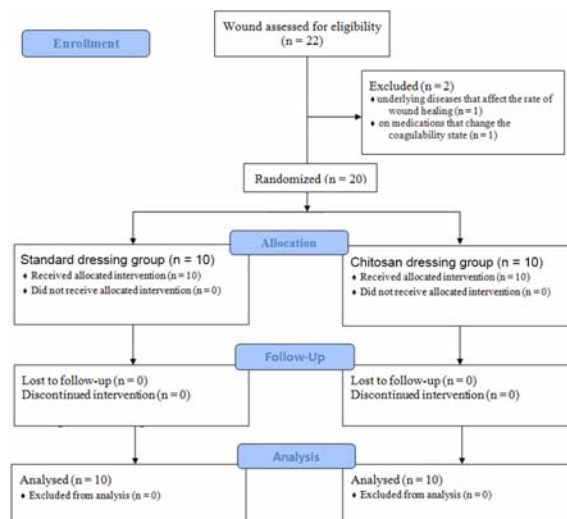 Enrollment
Wound assessed for eligibility
(n = 22)
Excluded (n = 2)
♦ underlying diseases that affect the rate of
wound healing (n = 1)
♦ on medications that change the
coagulability state (n = 1)
Randomized (n = 20)
Allocation
Standard dressing group (n = 10)
♦ Received allocated intervention (n = 10)
♦ Did not receive allocated intervention (n = 0)
Chitosan dressing group (n = 10)
♦ Received allocated intervention (n = 10)
♦ Did not receive allocated intervention (n = 0)
Follow-Up
Lost to follow-up (n = 0)
Discontinued intervention (n = 0)
Lost to follow-up (n = 0)
Discontinued intervention (n = 0)
Analysis
Analysed (n = 10)
♦ Excluded from analysis (n = 0)
Analysed (n = 10)
♦ Excluded from analysis (n = 0)